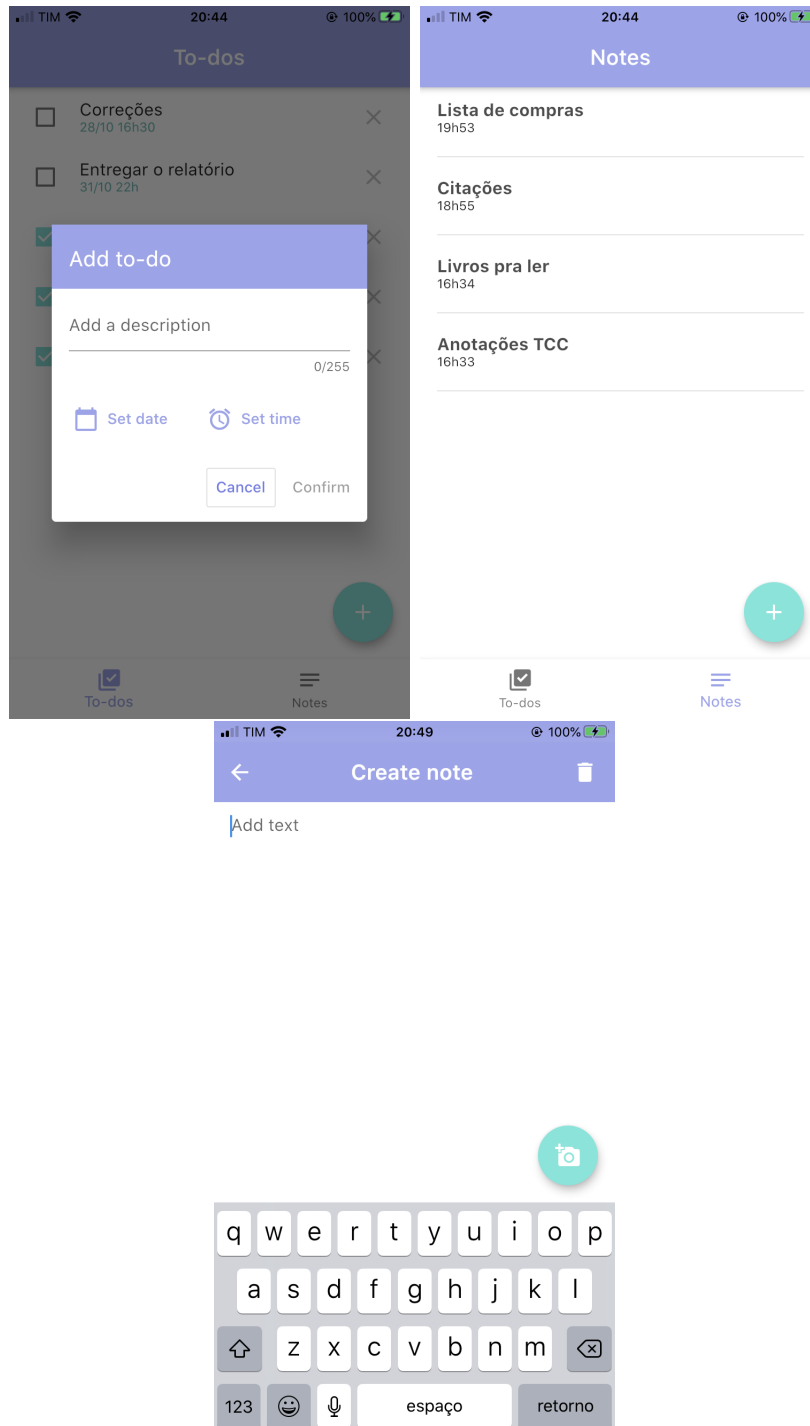 TIM 20:44 100%
To-dos
Correções
28/10 16h30
Entregar o relatório
31/10 22h
Add to-do
Add a description
0/255
Set date Set time
Cancel Confirm
To-dos Notes
TIM 20:44 100%
Notes
Lista de compras
19h53
Citações
18h55
Livros pra ler
16h34
Anotações TCC
16h33
To-dos Notes
TIM 20:49 100%
Create note
Add text
q w e r t y u i o p
a s d f g h j k l
z x c v b n m
123 espaço retorno